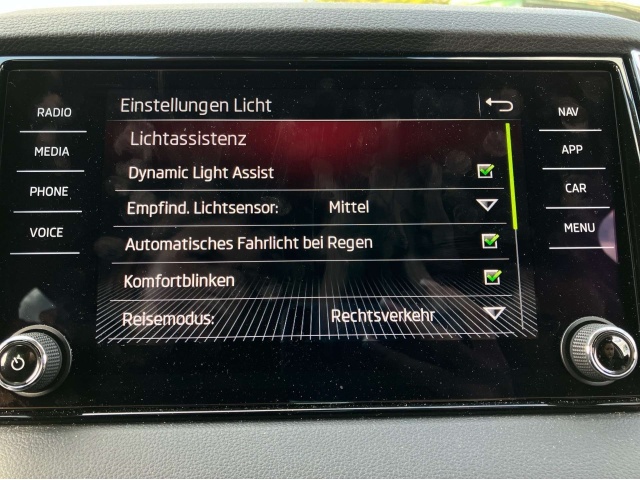 Einstellungen Licht
Lichtassistenz
Dynamic Light Assist
Empfind. Lichtsensor: Mittel
Automatisches Fahrlicht bei Regen
Komfortblinken
Reisemodus: Rechtsverkehr
RADIO
MEDIA
PHONE
VOICE
NAV
APP
CAR
MENU